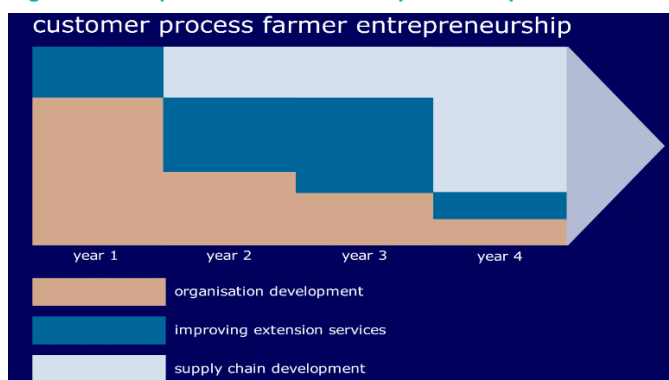 customer process farmer entrepreneurship
year 1
year 2
year 3
year 4
organisation development
improving extension services
supply chain development